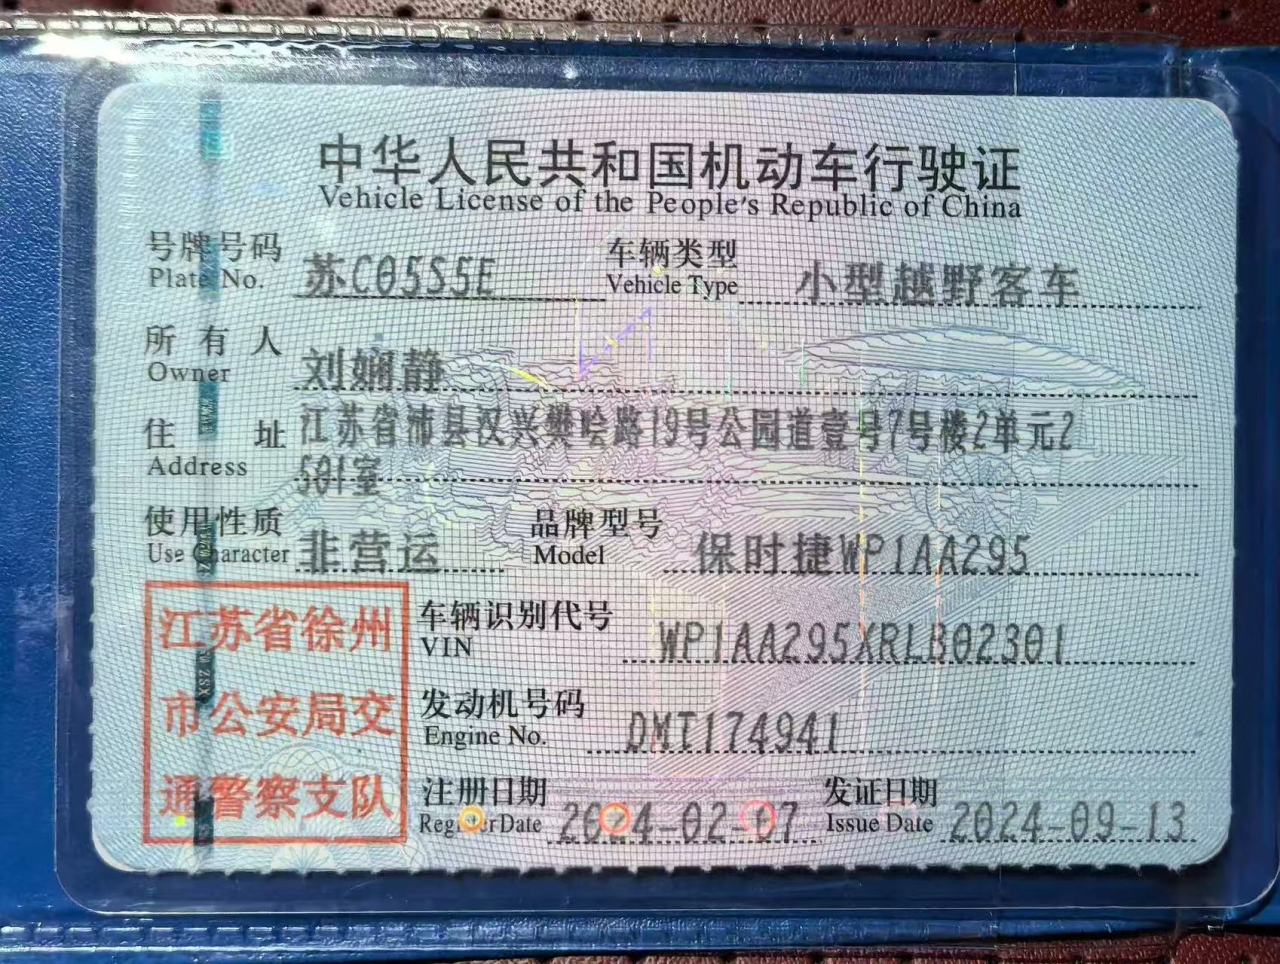 中华人民共和国机动车行驶证
Vehicle License of the People's Republic of China
号牌号码 苏C05S5E 车辆类型 小型越野客车
Plate No. Vehicle Type
所有人 刘娴静
Owner
住址 江苏省沛县汉兴樊哙路19号公园道壹号7号楼2单元2
Address 501室
使用性质 非营运 品牌型号 保时捷WP1AA295
Use Character Model
江苏省徐州
市公安局交
通警察支队
车辆识别代号 WP1AA295XRLB02301
VIN
发动机号码 DMT174941
Engine No.
注册日期 2024-02-07 发证日期 2024-09-13
Register Date Issue Date